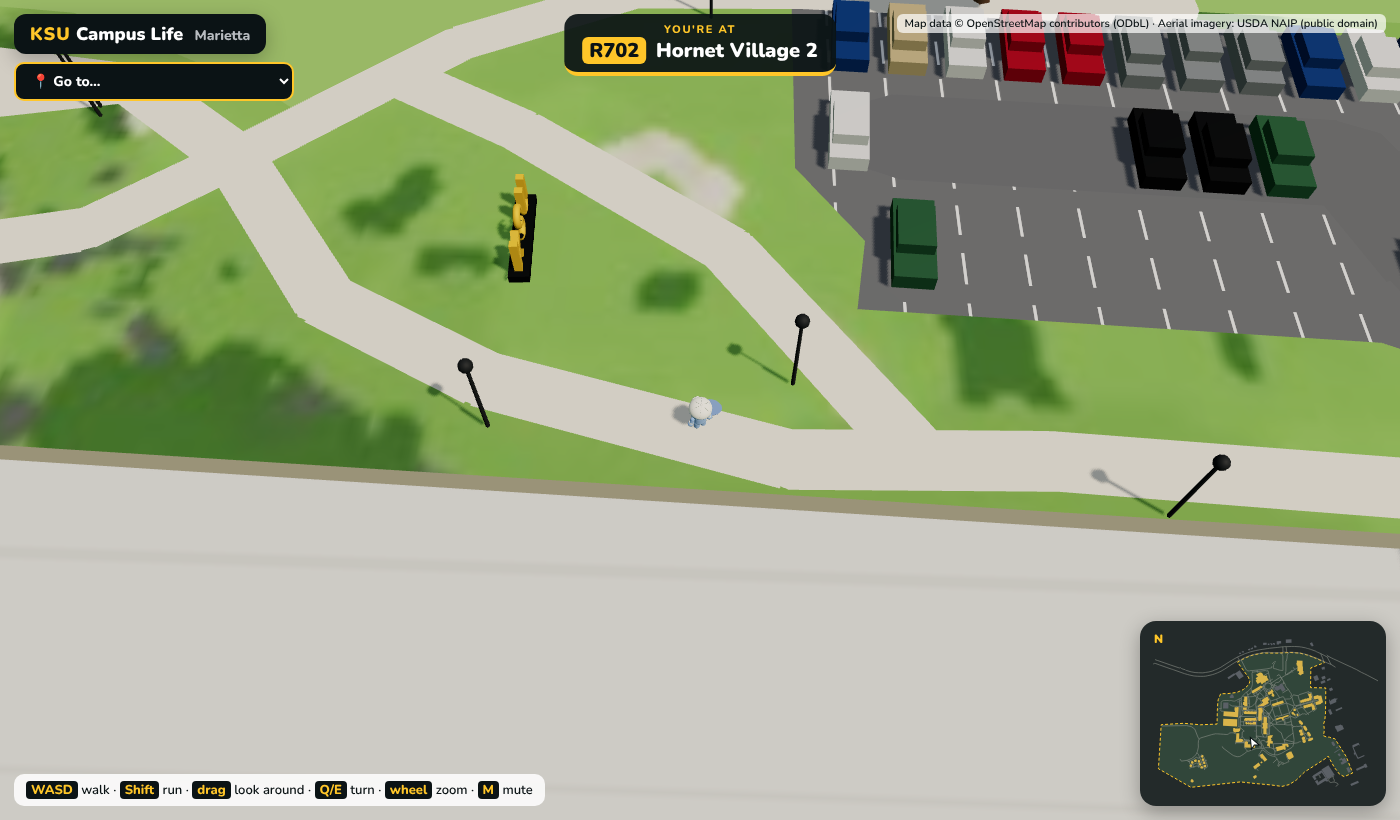 KSU Campus Life Marietta
📍 Go to...
YOU'RE AT
R702 Hornet Village 2
Map data © OpenStreetMap contributors (ODbL) · Aerial imagery: USDA NAIP (public domain)
N
WASD walk · Shift run · drag look around · Q/E turn · wheel zoom · M mute